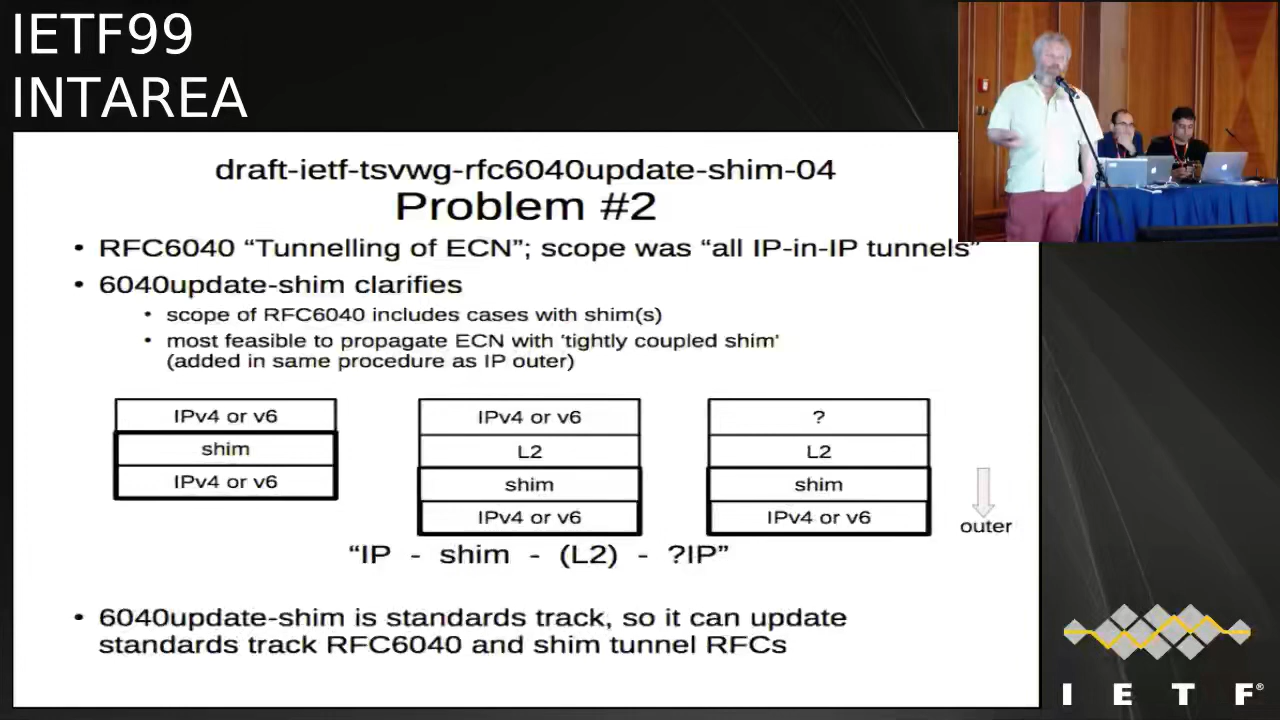 IETF99
INTAREA
draft-ietf-tsvwg-rfc6040update-shim-04
Problem #2
• RFC6040 “Tunnelling of ECN”; scope was “all IP-in-IP tunnels”
• 6040update-shim clarifies
• scope of RFC6040 includes cases with shim(s)
• most feasible to propagate ECN with 'tightly coupled shim'
(added in same procedure as IP outer)
IPv4 or v6
shim
IPv4 or v6
IPv4 or v6
L2
shim
IPv4 or v6
?
L2
shim
IPv4 or v6
outer
“IP - shim - (L2) - ?IP”
• 6040update-shim is standards track, so it can update
standards track RFC6040 and shim tunnel RFCs
I E T F®